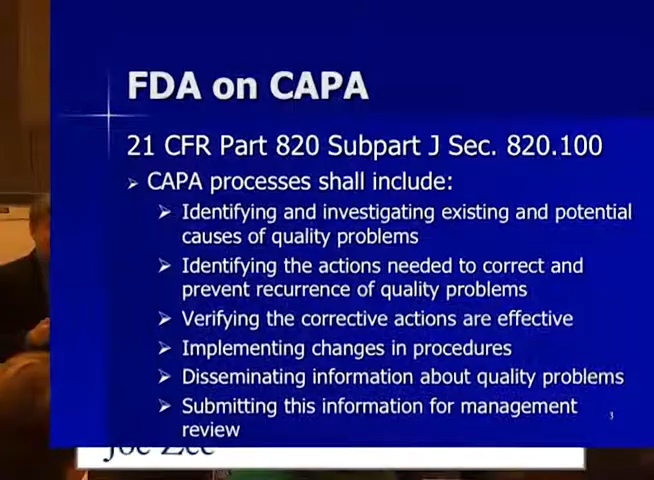 FDA on CAPA
21 CFR Part 820 Subpart J Sec. 820.100
CAPA processes shall include:
Identifying and investigating existing and potential
causes of quality problems
Identifying the actions needed to correct and
prevent recurrence of quality problems
Verifying the corrective actions are effective
Implementing changes in procedures
Disseminating information about quality problems
Submitting this information for management
review
3